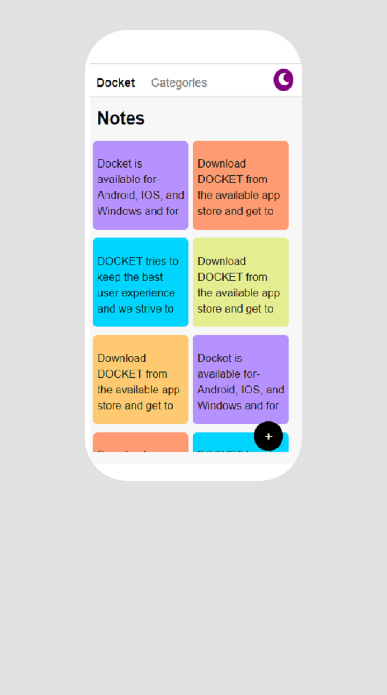 Docket Categories
Notes
Docket is
available for-
Android, IOS, and
Windows and for
Download
DOCKET from
the available app
store and get to
DOCKET tries to
keep the best
user experience
and we strive to
Download
DOCKET from
the available app
store and get to
Download
DOCKET from
the available app
store and get to
Docket is
available for-
Android, IOS, and
Windows and for
+